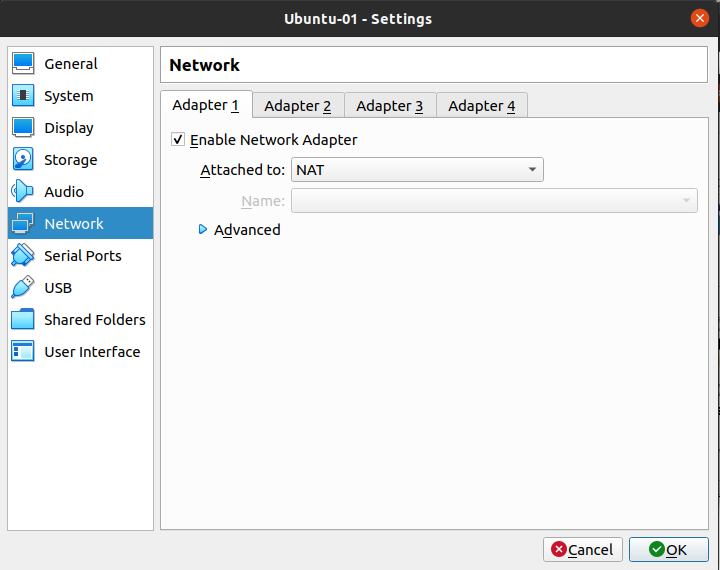 Ubuntu-01 - Settings
General
System
Display
Storage
Audio
Network
Serial Ports
USB
Shared Folders
User Interface
Network
Adapter 1 Adapter 2 Adapter 3 Adapter 4
Enable Network Adapter
Attached to: NAT
Name:
Advanced
Cancel OK